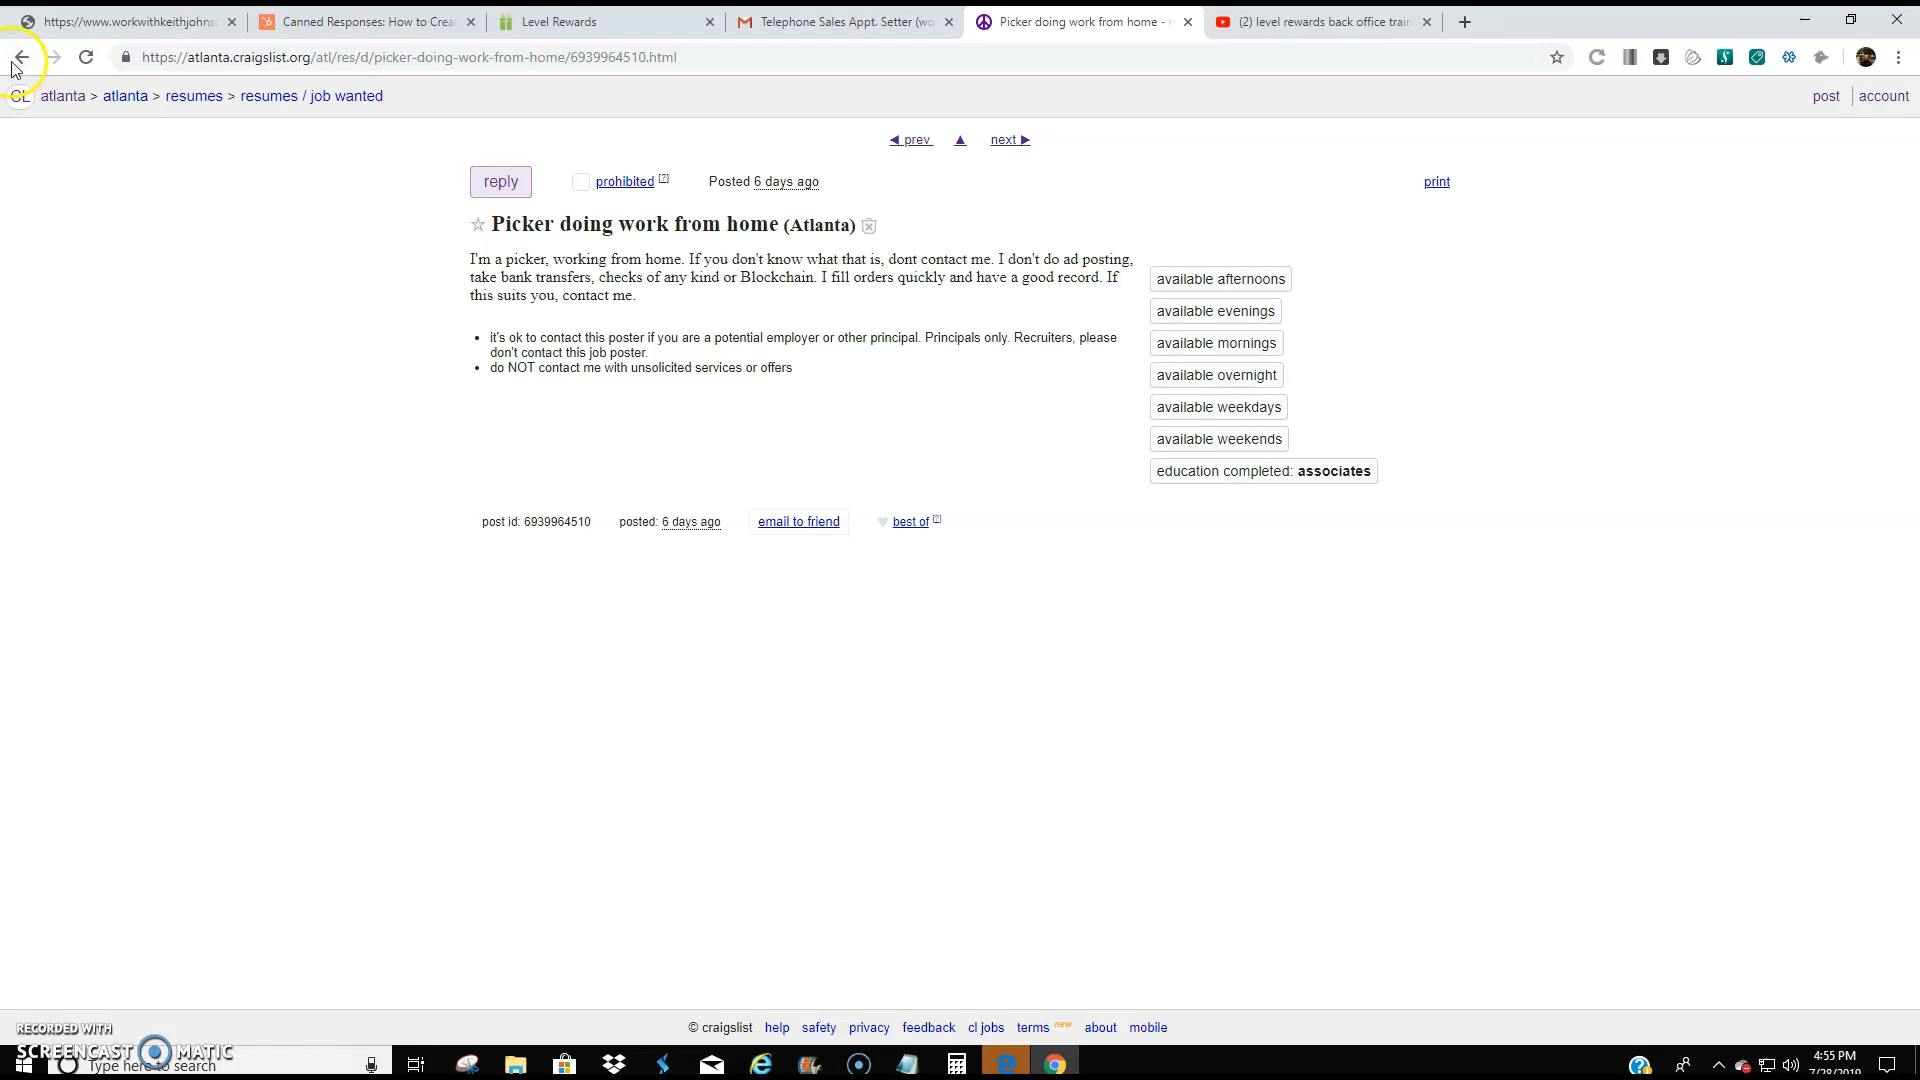 https://www.workwithkeithjohns
Canned Responses: How to Crea
Level Rewards
Telephone Sales Appt. Setter (wo
Picker doing work from home -
(2) level rewards back office train
https://atlanta.craigslist.org/atl/res/d/picker-doing-work-from-home/6939964510.html
CL atlanta > atlanta > resumes > resumes / job wanted
post account
◀ prev ▲ next ▶
reply prohibited [?] Posted 6 days ago print
☆ Picker doing work from home (Atlanta)
I'm a picker, working from home. If you don't know what that is, dont contact me. I don't do ad posting,
take bank transfers, checks of any kind or Blockchain. I fill orders quickly and have a good record. If
this suits you, contact me.
• it's ok to contact this poster if you are a potential employer or other principal. Principals only. Recruiters, please
don't contact this job poster.
• do NOT contact me with unsolicited services or offers
available afternoons
available evenings
available mornings
available overnight
available weekdays
available weekends
education completed: associates
post id: 6939964510 posted: 6 days ago email to friend best of [?]
© craigslist help safety privacy feedback cl jobs terms new about mobile
RECORDED WITH
SCREENCAST MATIC
Type here to search
4:55 PM
7/28/2019